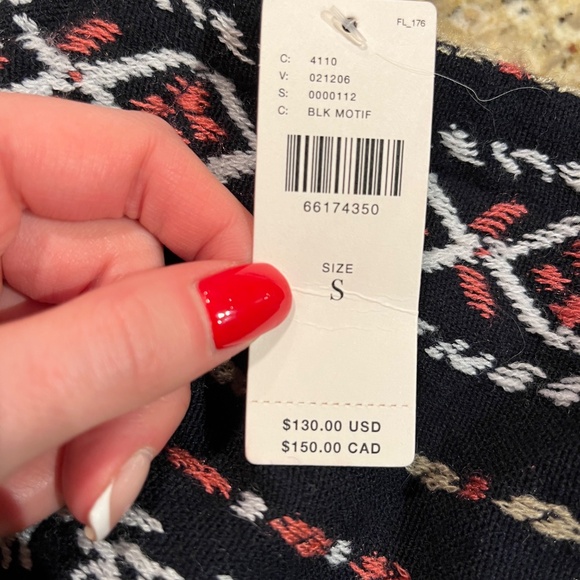 FL_176
C: 4110
V: 021206
S: 0000112
C: BLK MOTIF
66174350
SIZE
S
$130.00 USD
$150.00 CAD